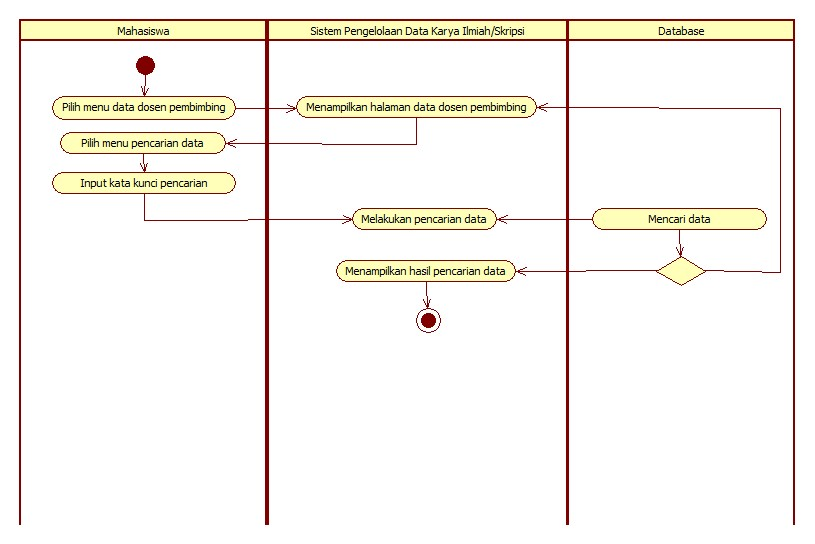 Mahasiswa
Sistem Pengelolaan Data Karya Ilmiah/Skripsi
Database
Pilih menu data dosen pembimbing
Menampilkan halaman data dosen pembimbing
Pilih menu pencarian data
Input kata kunci pencarian
Melakukan pencarian data
Mencari data
Menampilkan hasil pencarian data